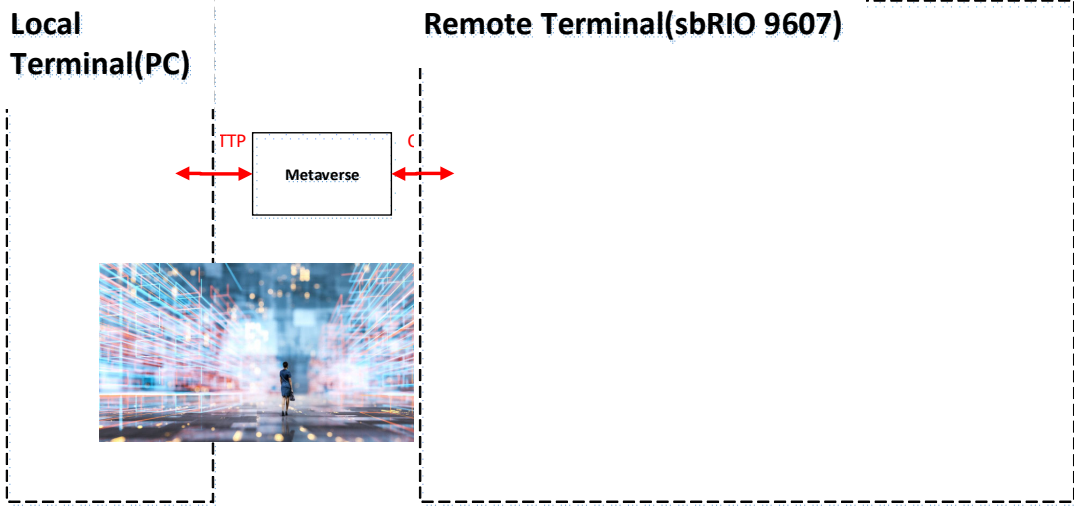 Local
Terminal(PC)
Remote Terminal(sbRIO 9607)
TTP
Metaverse